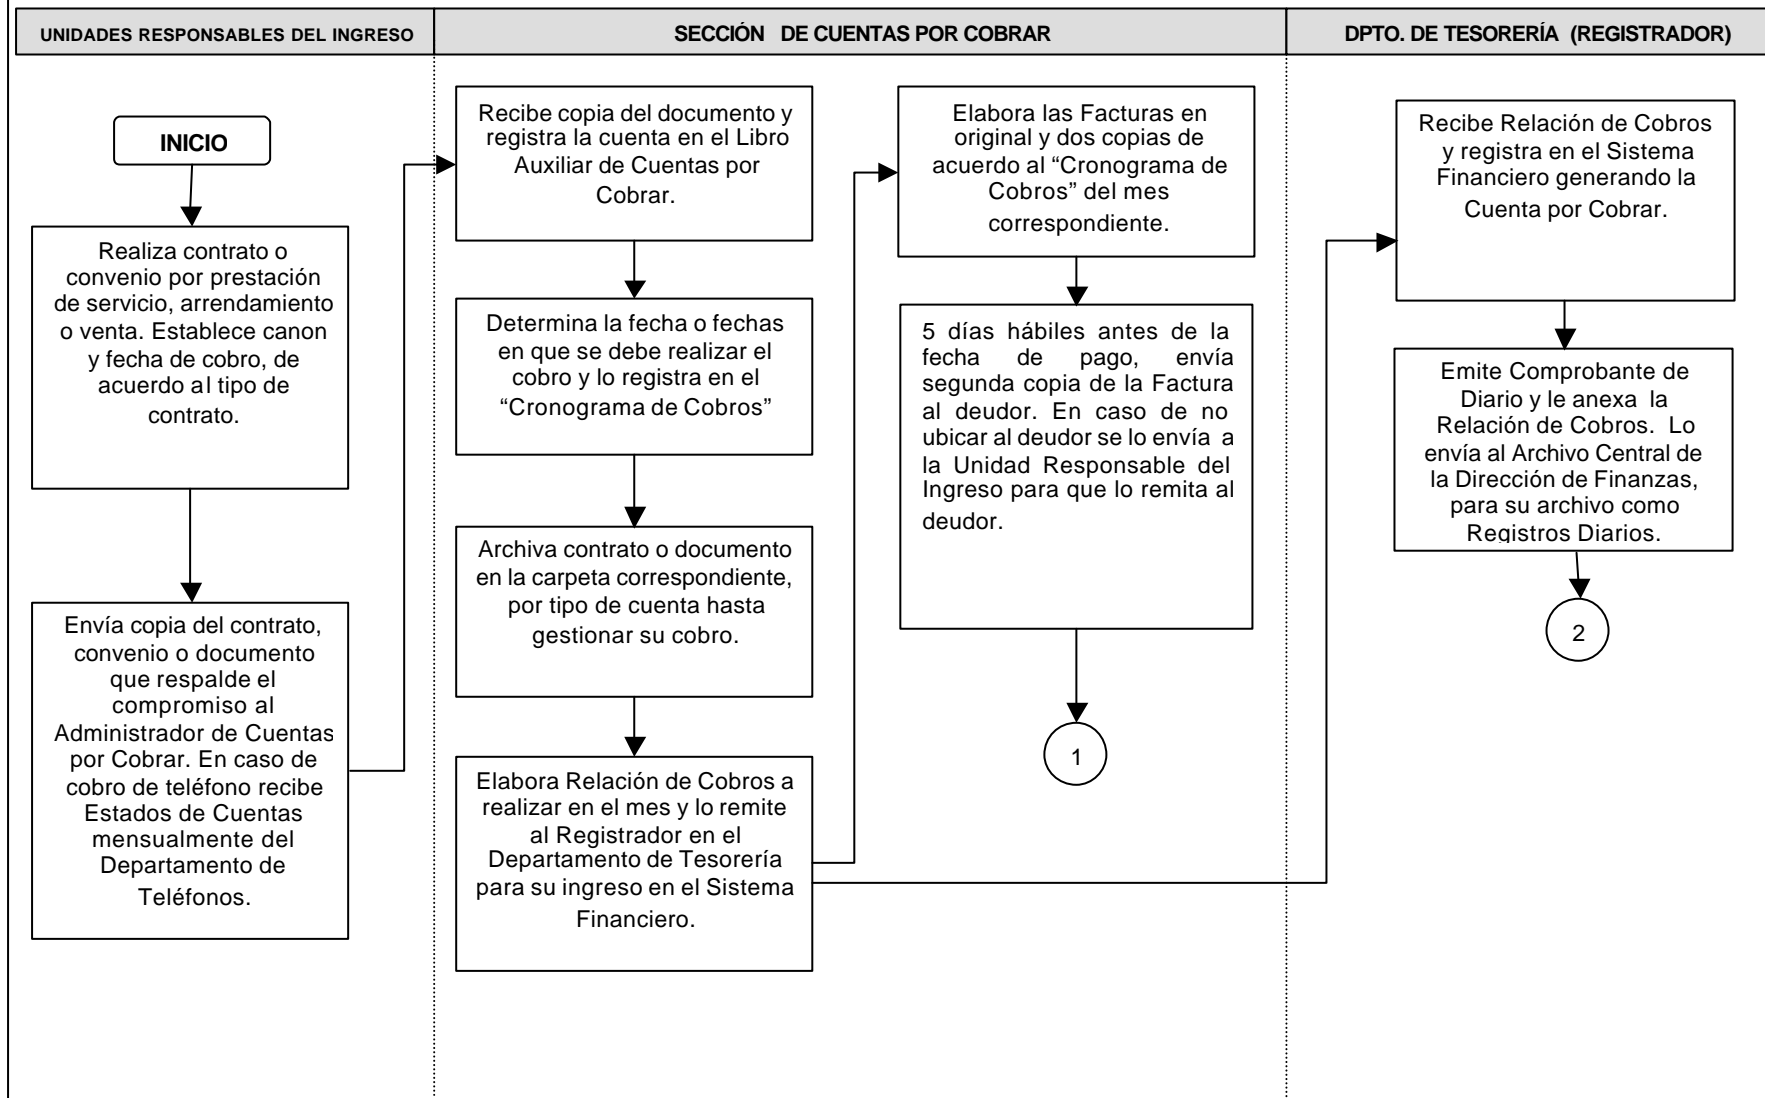 UNIDADES RESPONSABLES DEL INGRESO
SECCIÓN DE CUENTAS POR COBRAR
DPTO. DE TESORERÍA (REGISTRADOR)
INICIO
Realiza contrato o
convenio por prestación
de servicio, arrendamiento
o venta. Establece canon
y fecha de cobro, de
acuerdo al tipo de
contrato.
Envía copia del contrato,
convenio o documento
que respalde el
compromiso al
Administrador de Cuentas
por Cobrar. En caso de
cobro de teléfono recibe
Estados de Cuentas
mensualmente del
Departamento de
Teléfonos.
Recibe copia del documento y
registra la cuenta en el Libro
Auxiliar de Cuentas por
Cobrar.
Determina la fecha o fechas
en que se debe realizar el
cobro y lo registra en el
“Cronograma de Cobros”
Archiva contrato o documento
en la carpeta correspondiente,
por tipo de cuenta hasta
gestionar su cobro.
Elabora Relación de Cobros a
realizar en el mes y lo remite
al Registrador en el
Departamento de Tesorería
para su ingreso en el Sistema
Financiero.
Elabora las Facturas en
original y dos copias de
acuerdo al “Cronograma de
Cobros” del mes
correspondiente.
5 días hábiles antes de la
fecha de pago, envía
segunda copia de la Factura
al deudor. En caso de no
ubicar al deudor se lo envía a
la Unidad Responsable del
Ingreso para que lo remita al
deudor.
1
Recibe Relación de Cobros
y registra en el Sistema
Financiero generando la
Cuenta por Cobrar.
Emite Comprobante de
Diario y le anexa la
Relación de Cobros. Lo
envía al Archivo Central de
la Dirección de Finanzas,
para su archivo como
Registros Diarios.
2